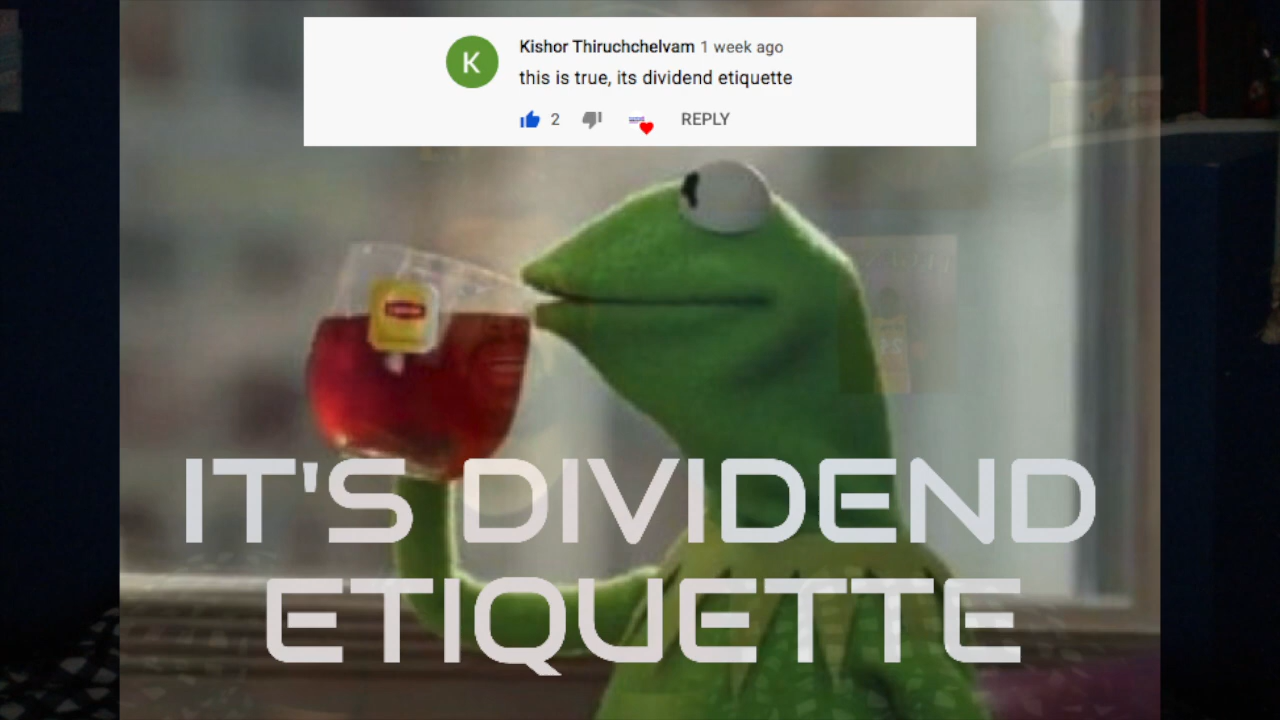 K
Kishor Thiruchchelvam 1 week ago
this is true, its dividend etiquette
2
REPLY
IT'S DIVIDEND
ETIQUETTE